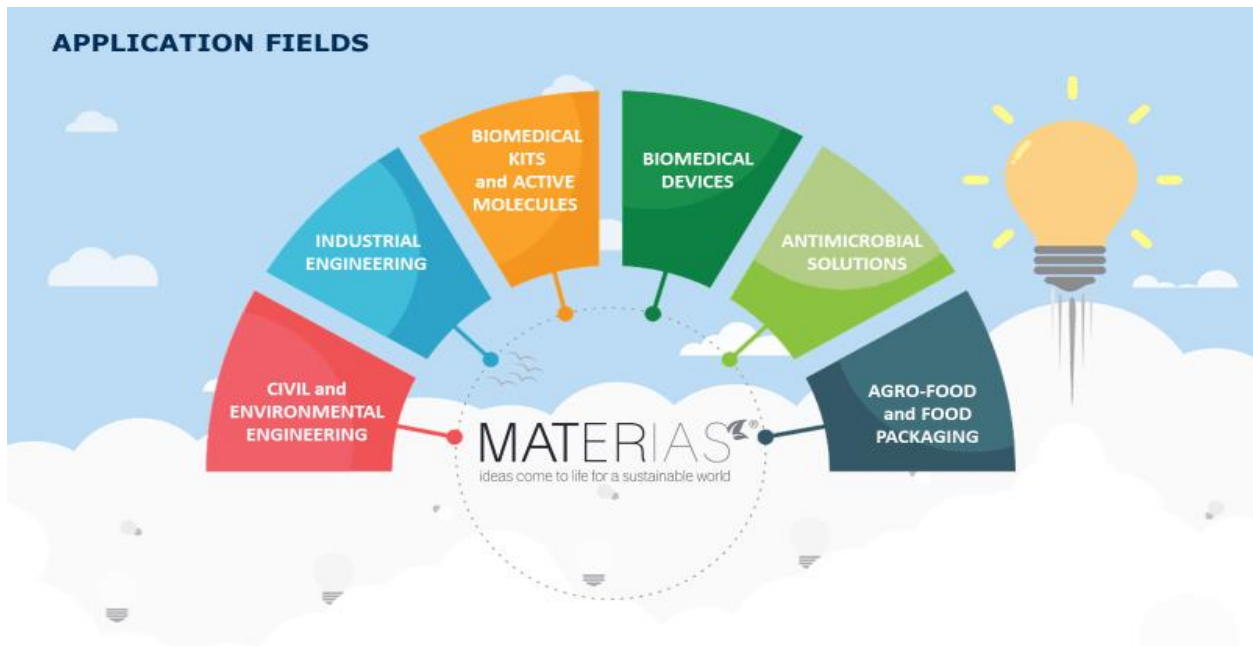 APPLICATION FIELDS
BIOMEDICAL
KITS
and ACTIVE
MOLECULES
BIOMEDICAL
DEVICES
INDUSTRIAL
ENGINEERING
ANTIMICROBIAL
SOLUTIONS
CIVIL and
ENVIRONMENTAL
ENGINEERING
AGRO-FOOD
and FOOD
PACKAGING
MATERIAS®
ideas come to life for a sustainable world